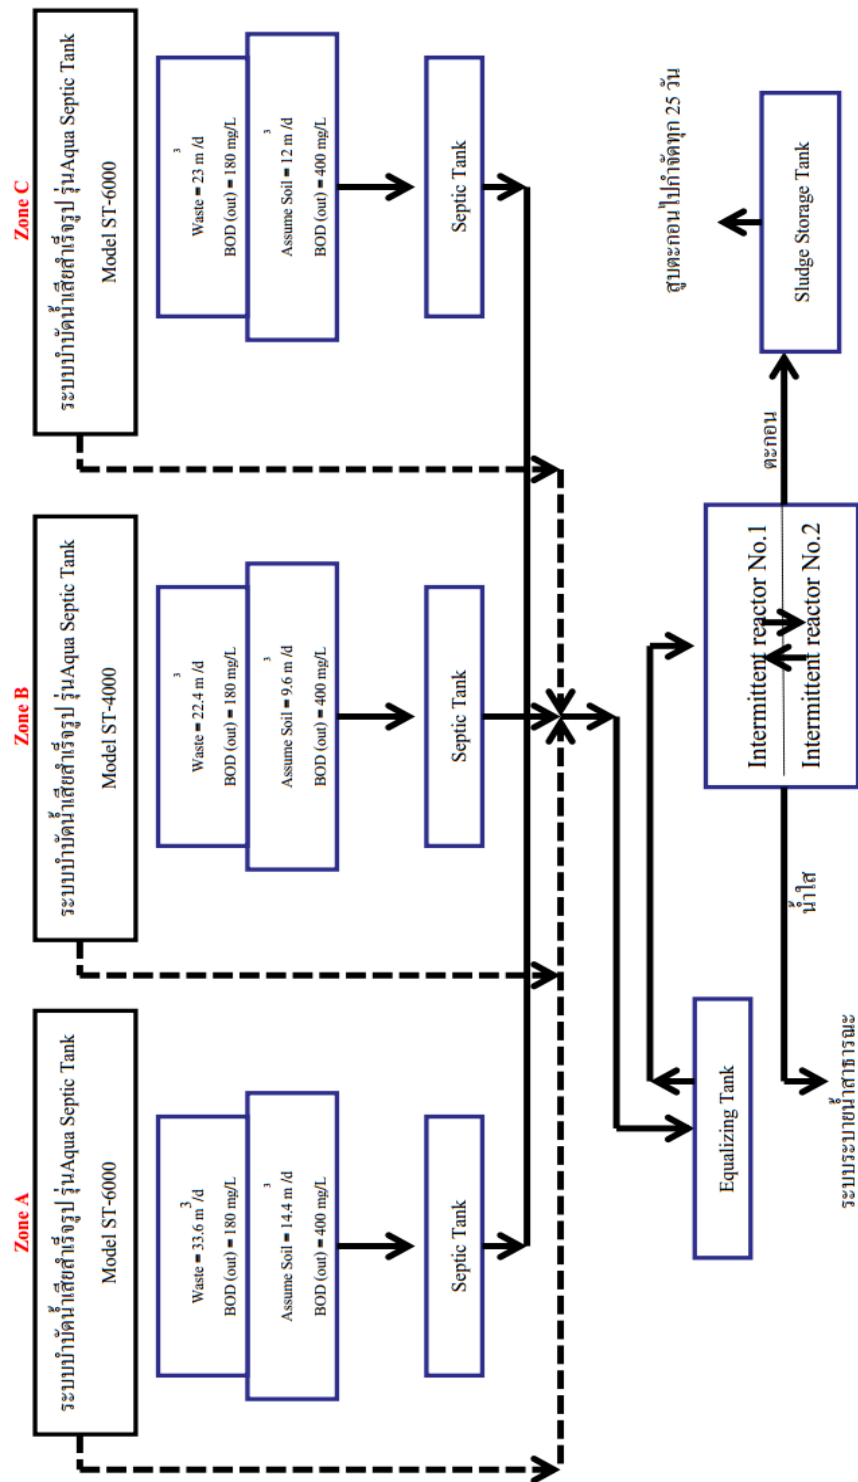 Zone A
ระบบบำบัดน้ำเสียสำเร็จรูป รุ่นAqua Septic Tank
Model ST-6000
Waste = 33.6 m³/d
BOD (out) = 180 mg/L
Assume Soil = 14.4 m³/d
BOD (out) = 400 mg/L
Septic Tank
Zone B
ระบบบำบัดน้ำเสียสำเร็จรูป รุ่นAqua Septic Tank
Model ST-4000
Waste = 22.4 m³/d
BOD (out) = 180 mg/L
Assume Soil = 9.6 m³/d
BOD (out) = 400 mg/L
Septic Tank
Zone C
ระบบบำบัดน้ำเสียสำเร็จรูป รุ่นAqua Septic Tank
Model ST-6000
Waste = 23 m³/d
BOD (out) = 180 mg/L
Assume Soil = 12 m³/d
BOD (out) = 400 mg/L
Septic Tank
Equalizing Tank
ระบบระบายน้ำสาธารณะ
น้ำใส
Intermittent reactor No.1
Intermittent reactor No.2
ตะกอน
สูบตะกอนไปกำจัดทุก 25 วัน
Sludge Storage Tank